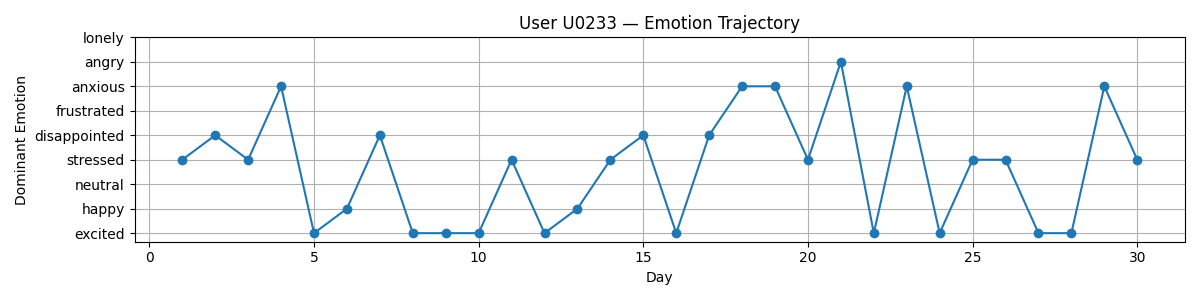 User U0233 — Emotion Trajectory
lonely
angry
anxious
frustrated
disappointed
stressed
neutral
happy
excited
Dominant Emotion
0 5 10 15 20 25 30
Day